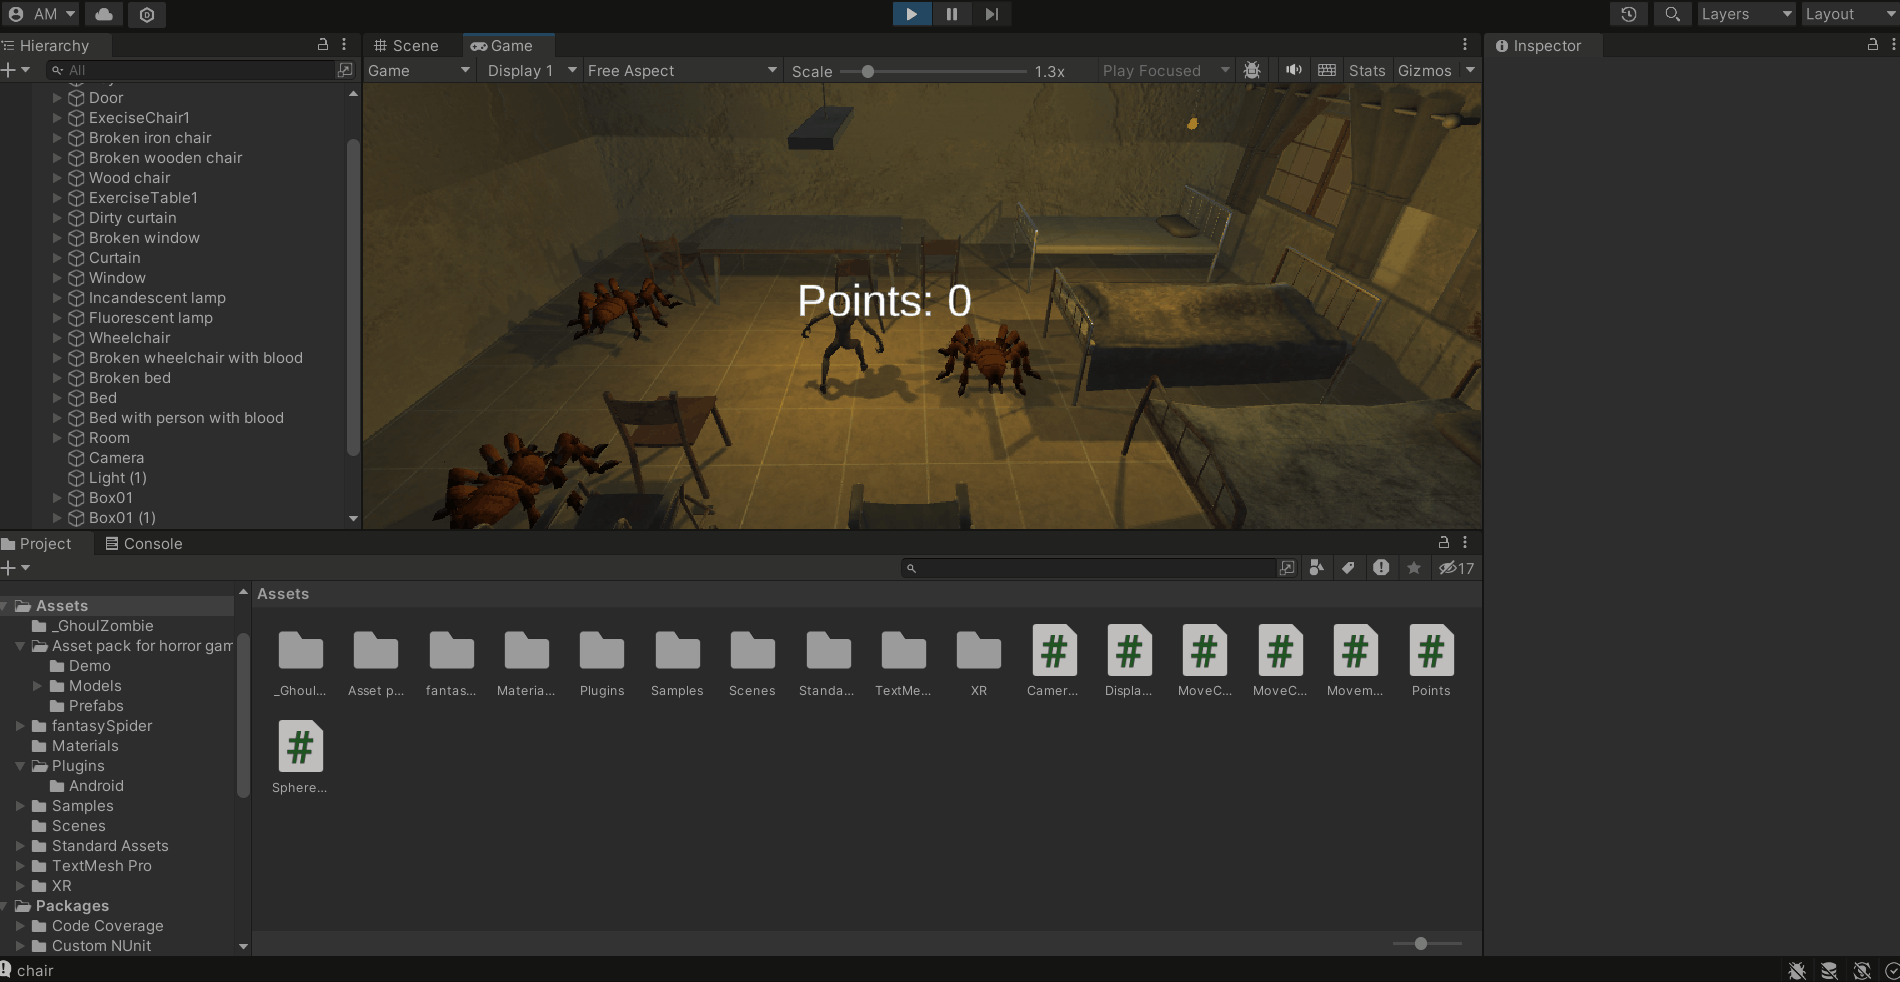 AM
Layers
Layout
Hierarchy
Scene
Game
Inspector
All
Game
Display 1
Free Aspect
Scale
1.3x
Play Focused
Stats
Gizmos
Door
ExeciseChair1
Broken iron chair
Broken wooden chair
Wood chair
ExerciseTable1
Dirty curtain
Broken window
Curtain
Window
Incandescent lamp
Fluorescent lamp
Wheelchair
Broken wheelchair with blood
Broken bed
Bed
Bed with person with blood
Room
Camera
Light (1)
Box01
Box01 (1)
Points: 0
Project
Console
17
Assets
_GhoulZombie
Asset pack for horror gam
Demo
Models
Prefabs
fantasySpider
Materials
Plugins
Android
Samples
Scenes
Standard Assets
TextMesh Pro
XR
Packages
Code Coverage
Custom NUnit
Assets
_Ghoul...
Asset p...
fantas...
Materia...
Plugins
Samples
Scenes
Standa...
TextMe...
XR
Camer...
Displa...
MoveC...
MoveC...
Movem...
Points
Sphere...
chair